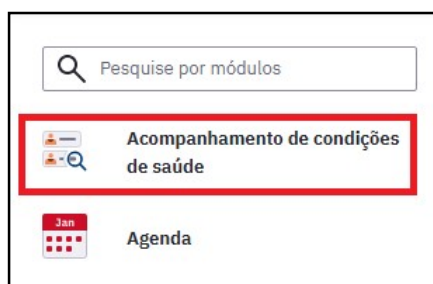 Pesquise por módulos
Acompanhamento de condições
de saúde
Jan
Agenda